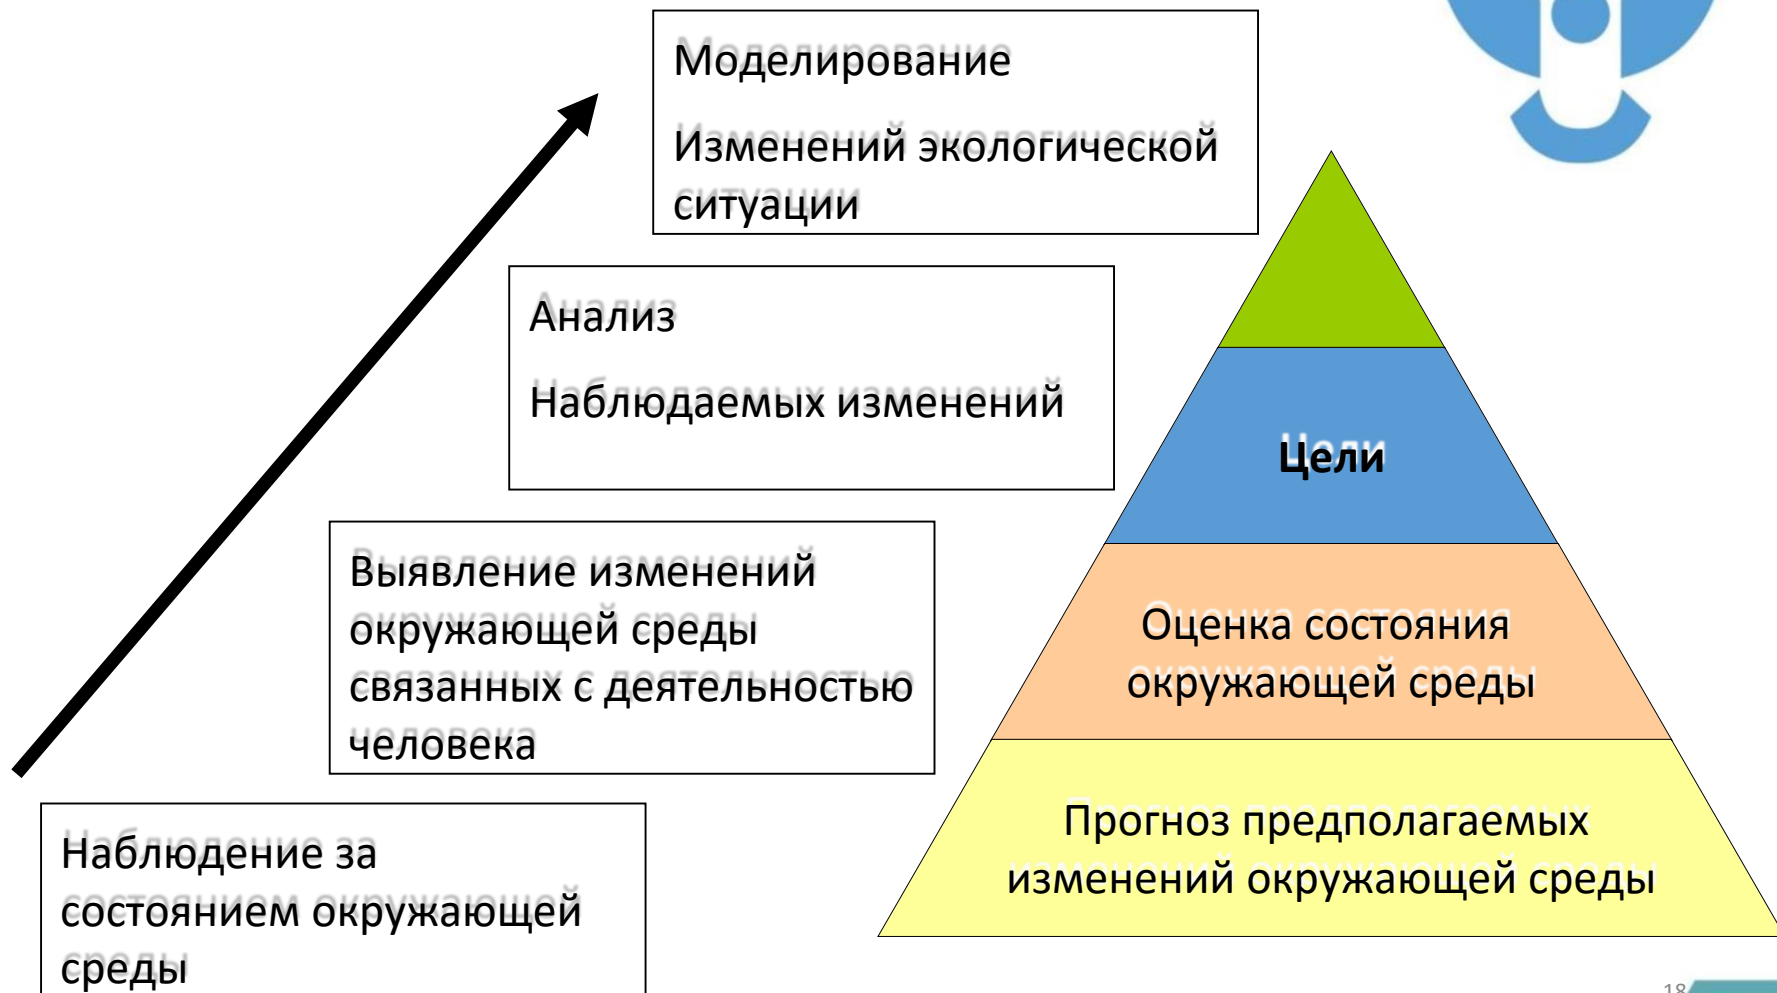 Моделирование
Изменений экологической
ситуации
Анализ
Наблюдаемых изменений
Выявление изменений
окружающей среды
связанных с деятельностью
человека
Наблюдение за
состоянием окружающей
среды
Цели
Оценка состояния
окружающей среды
Прогноз предполагаемых
изменений окружающей среды
18